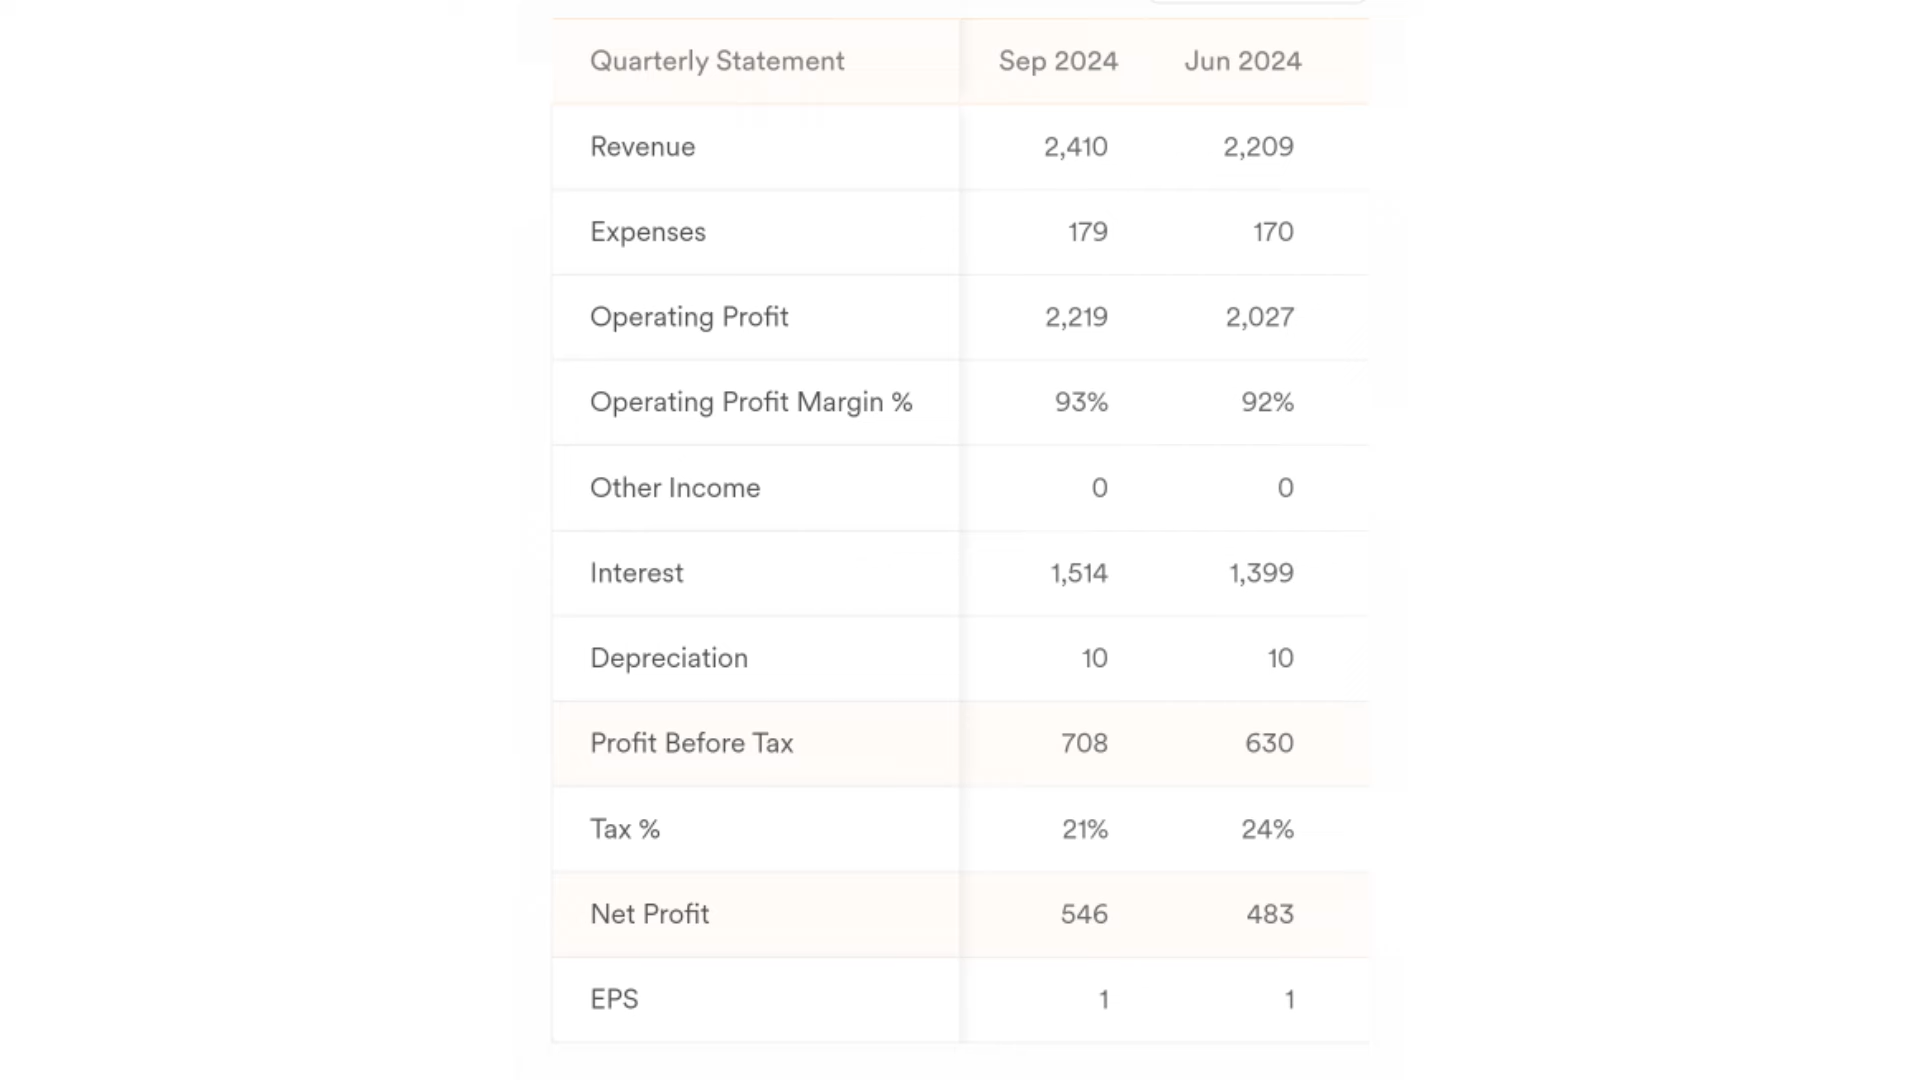 Quarterly Statement Sep 2024 Jun 2024
Revenue 2,410 2,209
Expenses 179 170
Operating Profit 2,219 2,027
Operating Profit Margin % 93% 92%
Other Income 0 0
Interest 1,514 1,399
Depreciation 10 10
Profit Before Tax 708 630
Tax % 21% 24%
Net Profit 546 483
EPS 1 1